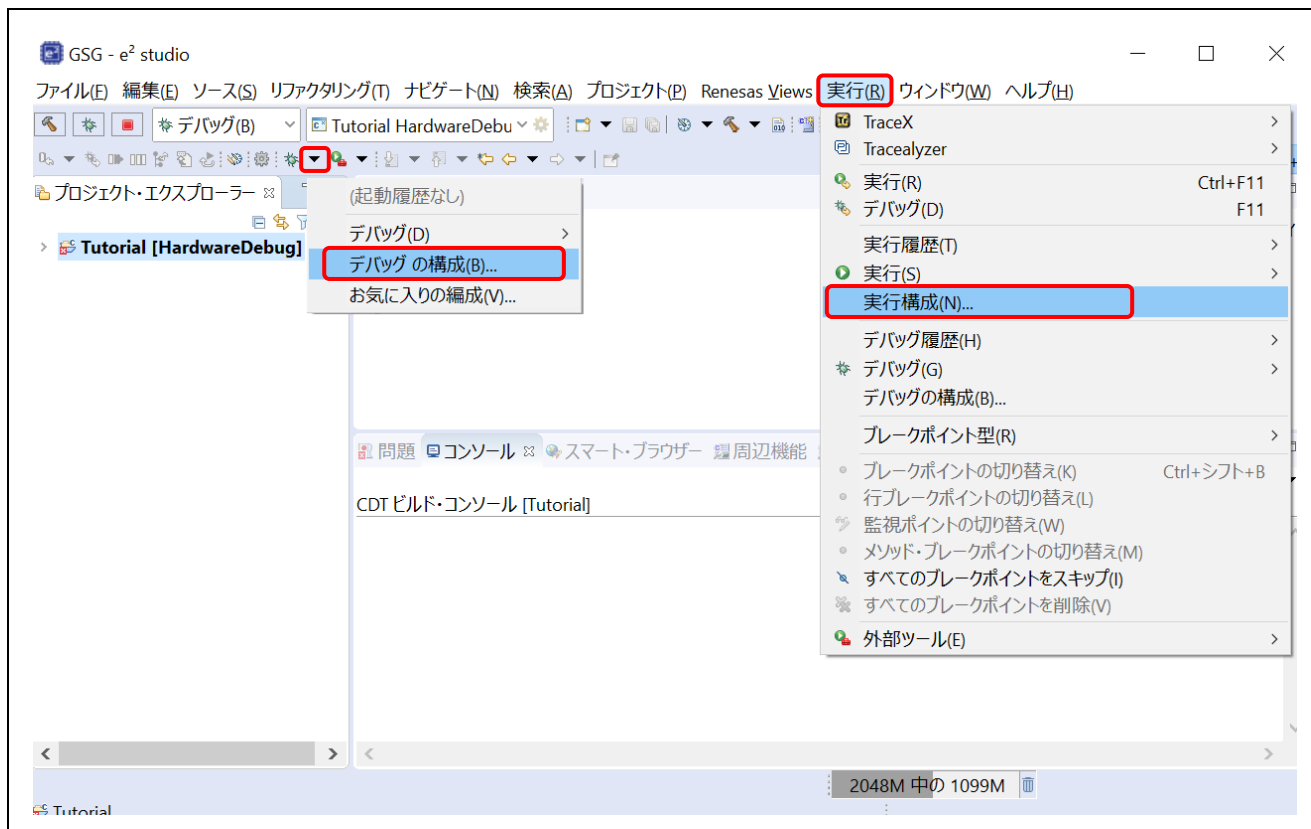 GSG - e² studio
ファイル(F) 編集(E) ソース(S) リファクタリング(T) ナビゲート(N) 検索(A) プロジェクト(P) Renesas Views 実行(R) ウィンドウ(W) ヘルプ(H)
デバッグ(B) Tutorial HardwareDebu
プロジェクト・エクスプローラー
Tutorial [HardwareDebug]
(起動履歴なし)
デバッグ(D)
デバッグ の構成(B)...
お気に入りの編成(V)...
TraceX
Tracealyzer
実行(R) Ctrl+F11
デバッグ(D) F11
実行履歴(T)
実行(S)
実行構成(N)...
デバッグ履歴(H)
デバッグ(G)
デバッグの構成(B)...
ブレークポイント型(R)
ブレークポイントの切り替え(K) Ctrl+シフト+B
行ブレークポイントの切り替え(L)
監視ポイントの切り替え(W)
メソッド・ブレークポイントの切り替え(M)
すべてのブレークポイントをスキップ(I)
すべてのブレークポイントを削除(V)
外部ツール(E)
問題 コンソール スマート・ブラウザー 周辺機能
CDT ビルド・コンソール [Tutorial]
2048M 中の 1099M
Tutorial